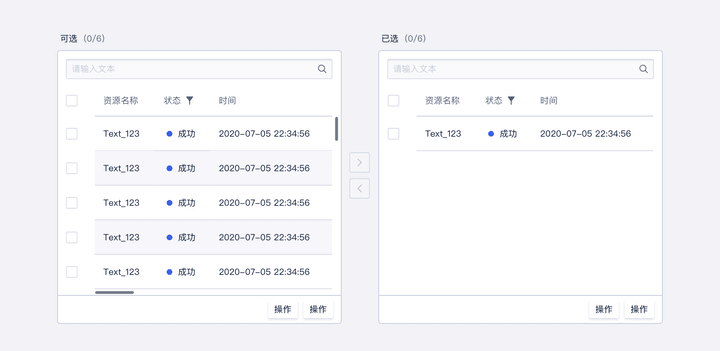 可选 (0/6)
请输入文本
资源名称 状态 时间
Text_123 成功 2020-07-05 22:34:56
Text_123 成功 2020-07-05 22:34:56
Text_123 成功 2020-07-05 22:34:56
Text_123 成功 2020-07-05 22:34:56
Text_123 成功 2020-07-05 22:34:56
操作 操作
已选 (0/6)
请输入文本
资源名称 状态 时间
Text_123 成功 2020-07-05 22:34:56
操作 操作